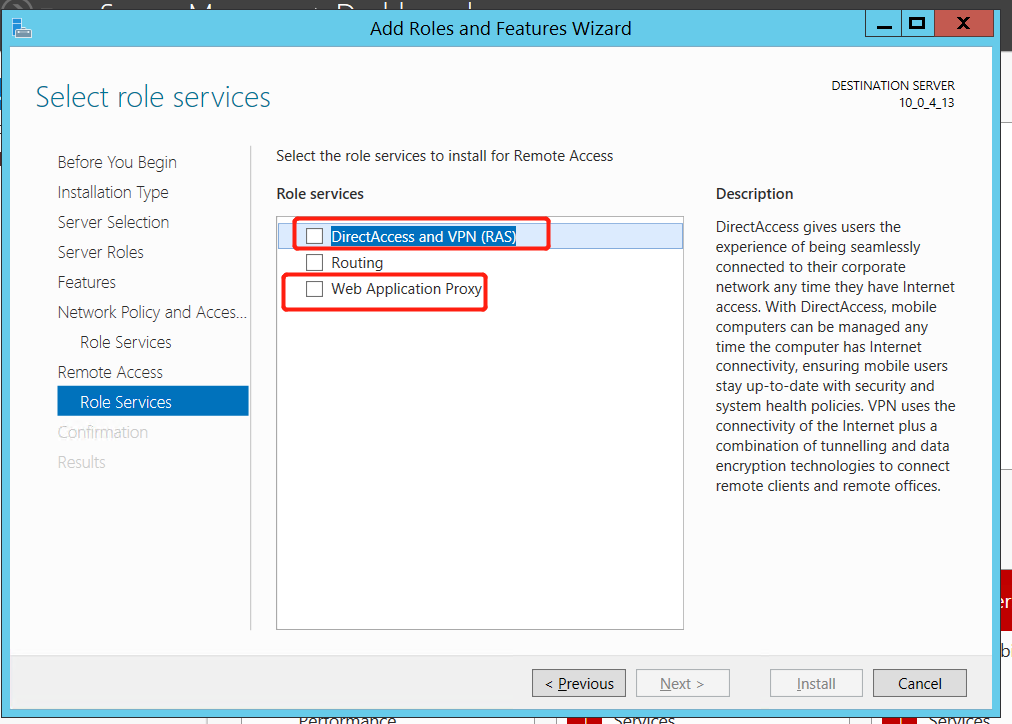 Add Roles and Features Wizard
Select role services
DESTINATION SERVER
10_0_4_13
Before You Begin
Installation Type
Server Selection
Server Roles
Features
Network Policy and Acces...
Role Services
Remote Access
Role Services
Confirmation
Results
Select the role services to install for Remote Access
Role services
DirectAccess and VPN (RAS)
Routing
Web Application Proxy
Description
DirectAccess gives users the
experience of being seamlessly
connected to their corporate
network any time they have Internet
access. With DirectAccess, mobile
computers can be managed any
time the computer has Internet
connectivity, ensuring mobile users
stay up-to-date with security and
system health policies. VPN uses the
connectivity of the Internet plus a
combination of tunnelling and data
encryption technologies to connect
remote clients and remote offices.
< Previous
Next >
Install
Cancel
Performance
Services
Services